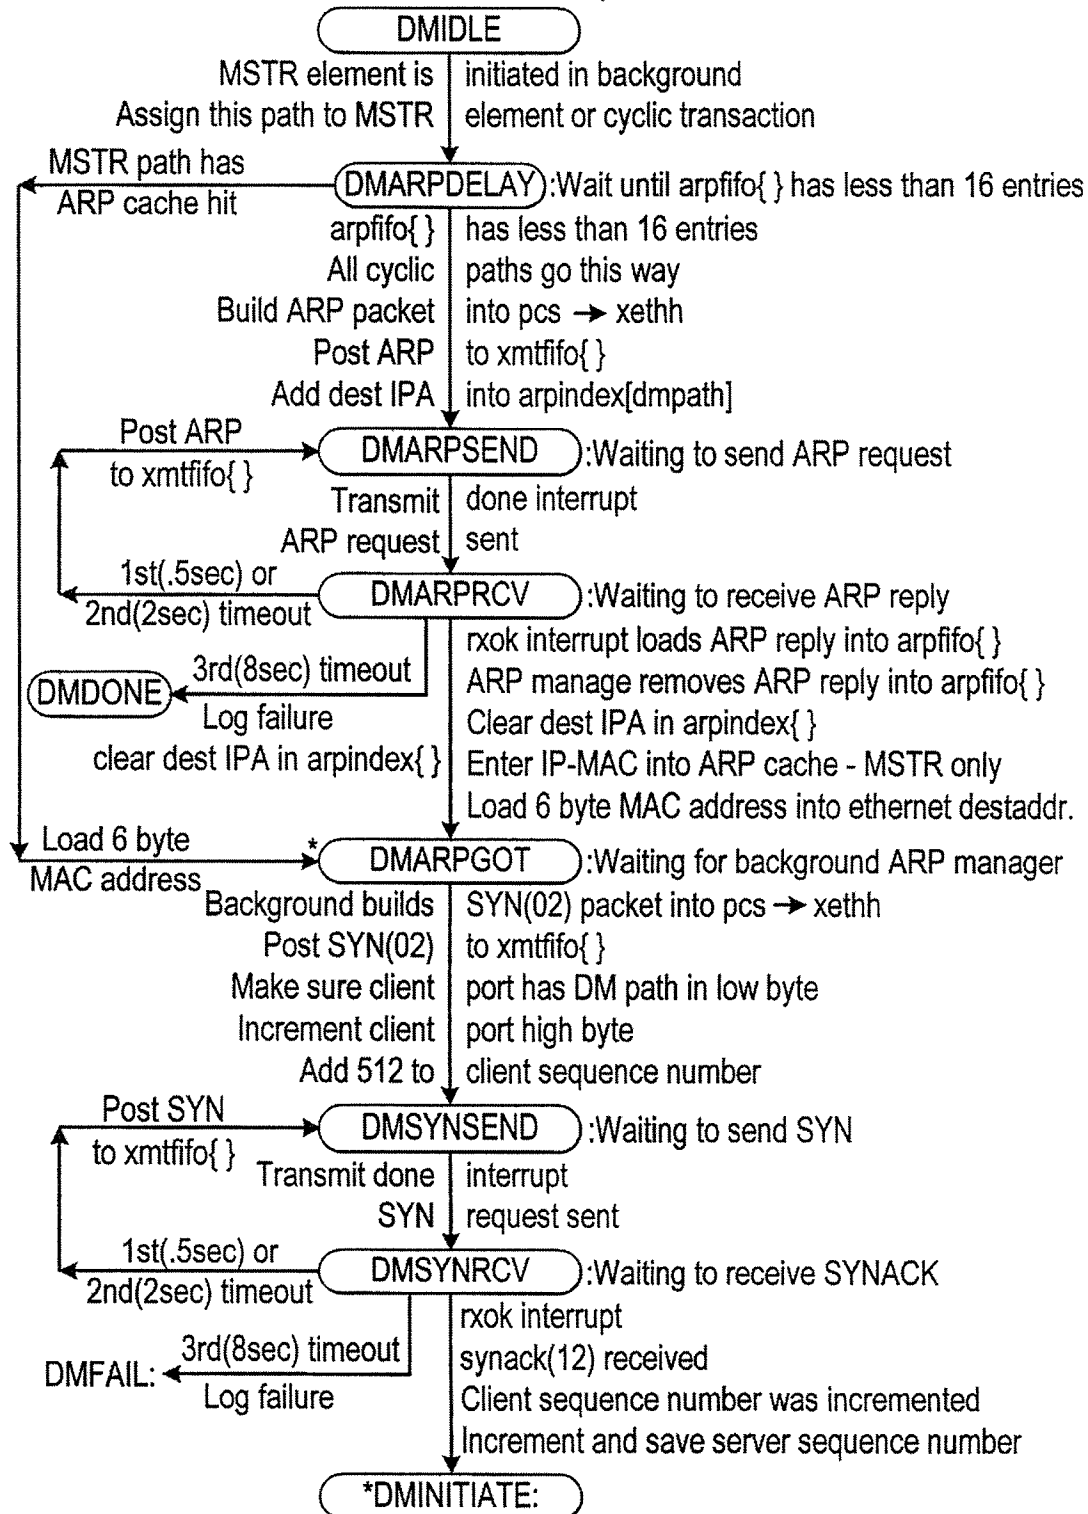 DMIDLE
MSTR element is initiated in background
Assign this path to MSTR element or cyclic transaction
MSTR path has
ARP cache hit
DMARPDELAY :Wait until arpfifo{ } has less than 16 entries
arpfifo{ } has less than 16 entries
All cyclic paths go this way
Build ARP packet into pcs → xethh
Post ARP to xmtfifo{ }
Add dest IPA into arpindex[dmpath]
Post ARP
to xmtfifo{ }
DMARPSEND :Waiting to send ARP request
Transmit done interrupt
ARP request sent
1st(.5sec) or
2nd(2sec) timeout
DMARPRCV :Waiting to receive ARP reply
rxok interrupt loads ARP reply into arpfifo{ }
3rd(8sec) timeout
ARP manage removes ARP reply into arpfifo{ }
DMDONE
Log failure
Clear dest IPA in arpindex{ }
clear dest IPA in arpindex{ }
Enter IP-MAC into ARP cache - MSTR only
Load 6 byte MAC address into ethernet destaddr.
Load 6 byte
MAC address
* DMARPGOT :Waiting for background ARP manager
Background builds SYN(02) packet into pcs → xethh
Post SYN(02) to xmtfifo{ }
Make sure client port has DM path in low byte
Increment client port high byte
Add 512 to client sequence number
Post SYN
to xmtfifo{ }
DMSYNSEND :Waiting to send SYN
Transmit done interrupt
SYN request sent
1st(.5sec) or
2nd(2sec) timeout
DMSYNRCV :Waiting to receive SYNACK
rxok interrupt
3rd(8sec) timeout
synack(12) received
DMFAIL:
Log failure
Client sequence number was incremented
Increment and save server sequence number
*DMINITIATE: